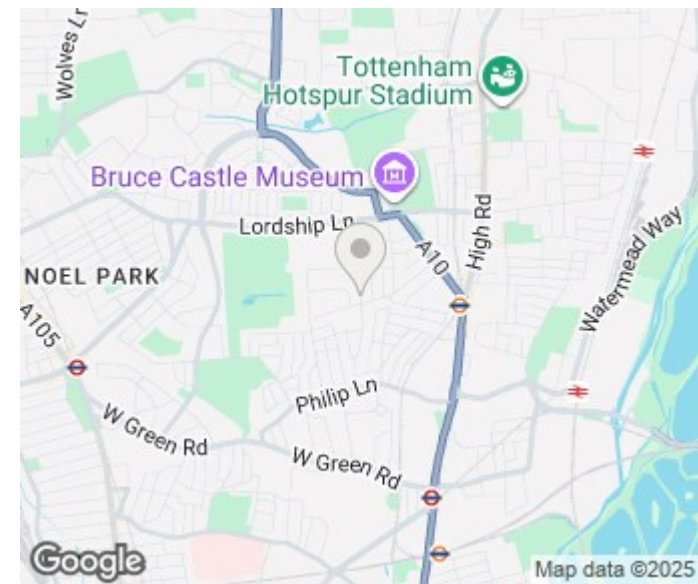 Wolves Ln
Tottenham
Hotspur Stadium
Bruce Castle Museum
Lordship Ln
A10
High Rd
Watermead Way
NOEL PARK
A105
Philip Ln
W Green Rd
W Green Rd
Google
Map data ©2025